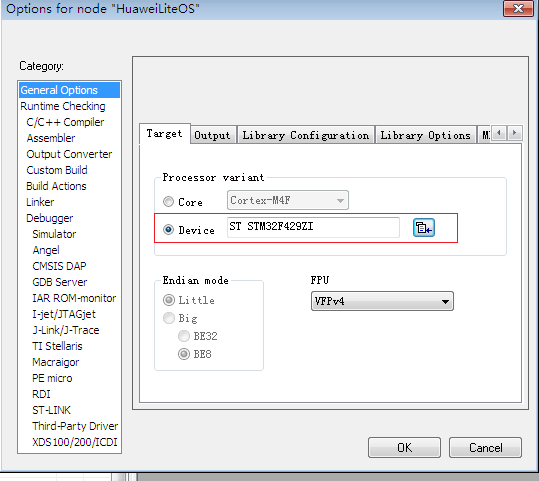 Options for node "HuaweiLiteOS"
Category:
General Options
Runtime Checking
C/C++ Compiler
Assembler
Output Converter
Custom Build
Build Actions
Linker
Debugger
Simulator
Angel
CMSIS DAP
GDB Server
IAR ROM-monitor
I-jet/JTAGjet
J-Link/J-Trace
TI Stellaris
Macraigor
PE micro
RDI
ST-LINK
Third-Party Driver
XDS100/200/ICDI
Target Output Library Configuration Library Options
Processor variant
Core Cortex-M4F
Device ST STM32F429ZI
Endian mode
Little
Big
BE32
BE8
FPU
VFPv4
OK Cancel